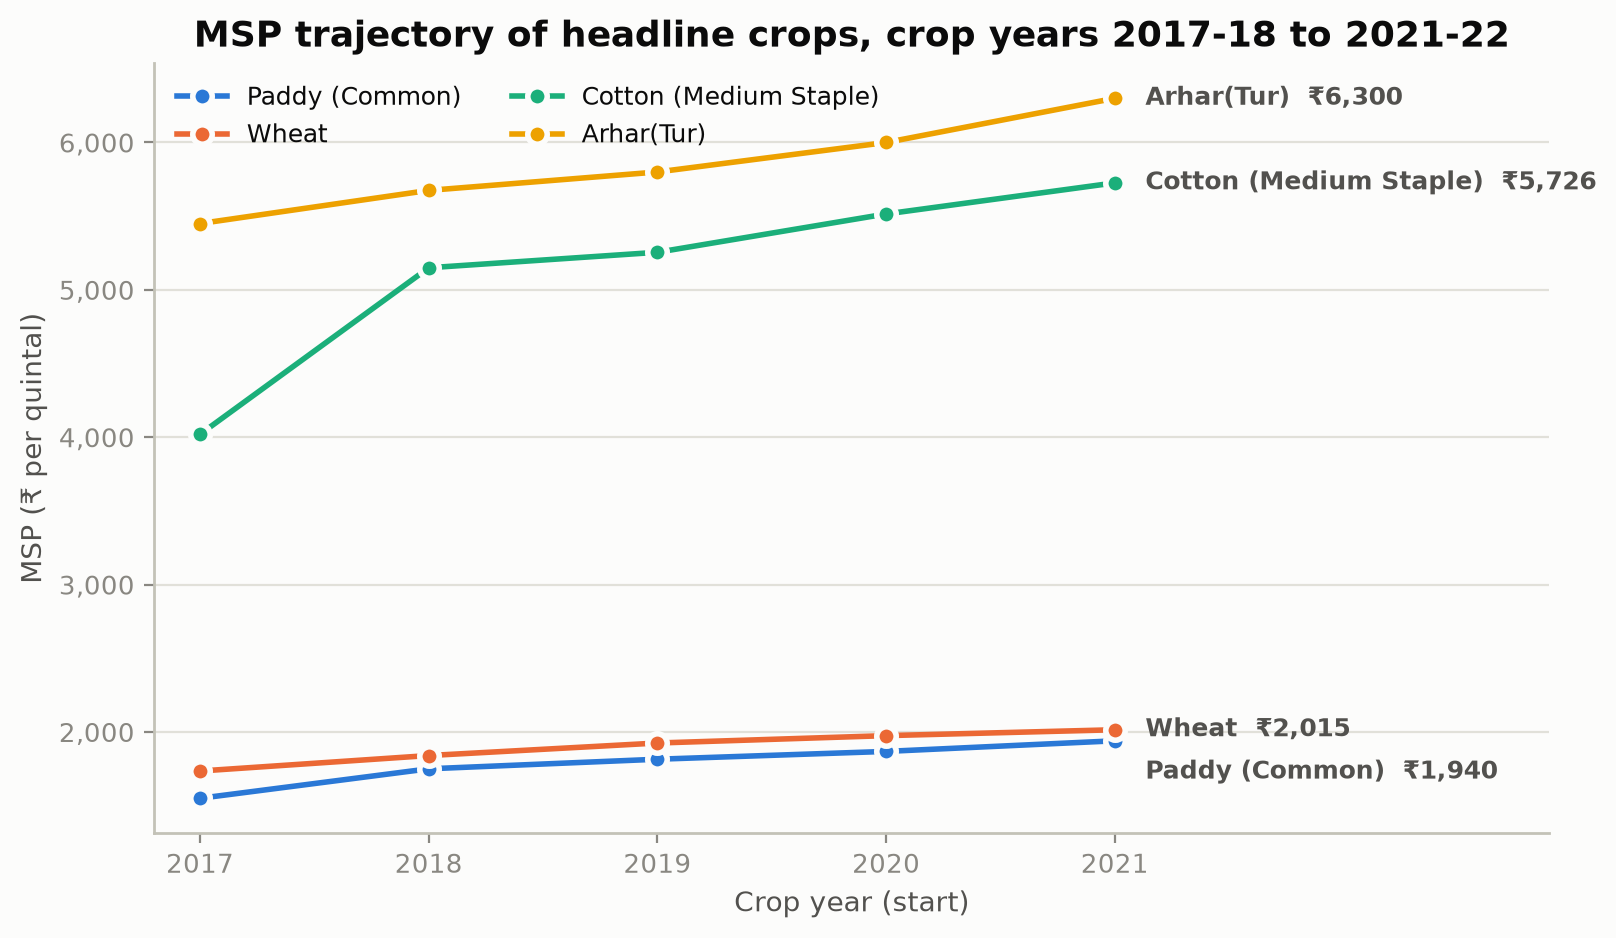 MSP trajectory of headline crops, crop years 2017-18 to 2021-22
Paddy (Common)
Wheat
Cotton (Medium Staple)
Arhar(Tur)
Arhar(Tur) ₹6,300
Cotton (Medium Staple) ₹5,726
Wheat ₹2,015
Paddy (Common) ₹1,940
MSP (₹ per quintal)
6,000
5,000
4,000
3,000
2,000
2017
2018
2019
2020
2021
Crop year (start)